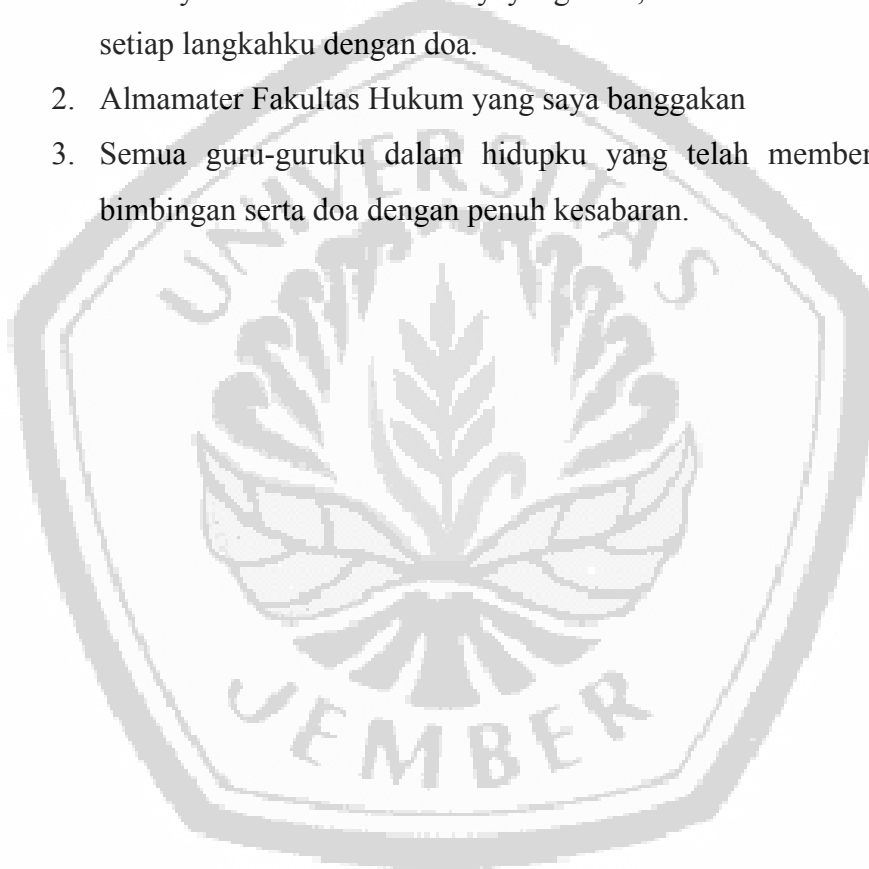 setiap langkahku dengan doa.
2. Almamater Fakultas Hukum yang saya banggakan
3. Semua guru-guruku dalam hidupku yang telah member
bimbingan serta doa dengan penuh kesabaran.
UNIVERSITAS
JEMBER